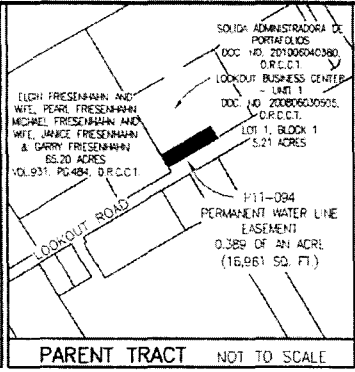 SOLIDA ADMINISTRADORA DE
PORTAFOLIOS
DOC. NO. 201006040380,
O.R.C.C.T.
LOOKOUT BUSINESS CENTER
- UNIT 1
DOC. NO. 200806030505,
O.R.C.C.T.
LOT 1, BLOCK 1
5.21 ACRES
ELGIN FRIESENHAHN AND
WIFE, PEARL FRIESENHAHN
MICHAEL FRIESENHAHN AND
WIFE, JANICE FRIESENHAHN
& GARRY FRIESENHAHN
65.20 ACRES
VOL.931, PG.484, O.R.C.C.T.
LOOKOUT ROAD
P11-094
PERMANENT WATER LINE
EASEMENT
0.389 OF AN ACRE
(16,961 SQ. FT.)
PARENT TRACT NOT TO SCALE